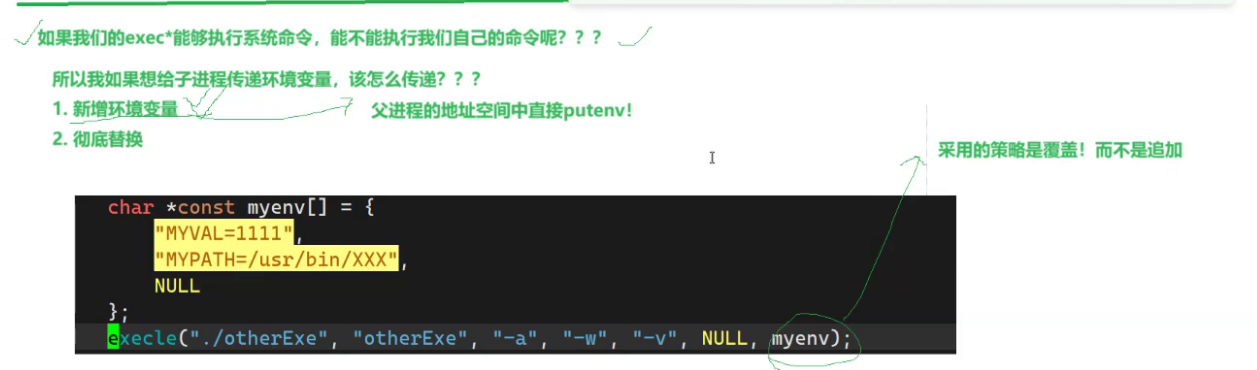 如果我们的exec*能够执行系统命令，能不能执行我们自己的命令呢？？？
所以我如果想给子进程传递环境变量，该怎么传递？？？
1. 新增环境变量 父进程的地址空间中直接putenv！
2. 彻底替换
采用的策略是覆盖！而不是追加
char *const myenv[] = {
"MYVAL=1111",
"MYPATH=/usr/bin/XXX",
NULL
};
execle("./otherExe", "otherExe", "-a", "-w", "-v", NULL, myenv);